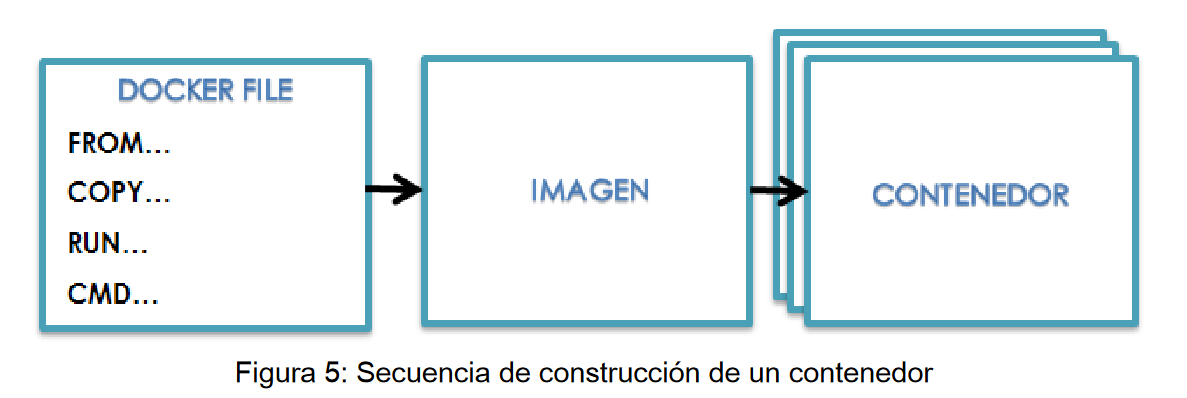 DOCKER FILE
FROM...
COPY...
RUN...
CMD...
IMAGEN
CONTENEDOR
Figura 5: Secuencia de construcción de un contenedor